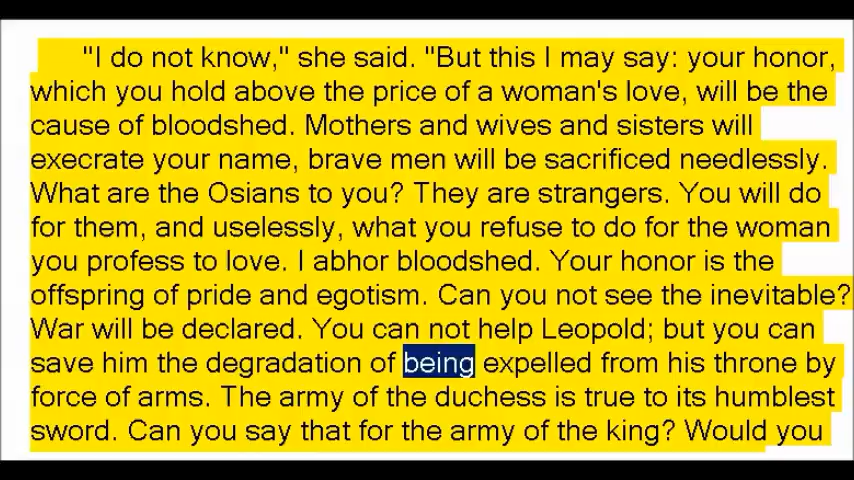 "I do not know," she said. "But this I may say: your honor,
which you hold above the price of a woman's love, will be the
cause of bloodshed. Mothers and wives and sisters will
execrate your name, brave men will be sacrificed needlessly.
What are the Osians to you? They are strangers. You will do
for them, and uselessly, what you refuse to do for the woman
you profess to love. I abhor bloodshed. Your honor is the
offspring of pride and egotism. Can you not see the inevitable?
War will be declared. You can not help Leopold; but you can
save him the degradation of being expelled from his throne by
force of arms. The army of the duchess is true to its humblest
sword. Can you say that for the army of the king? Would you